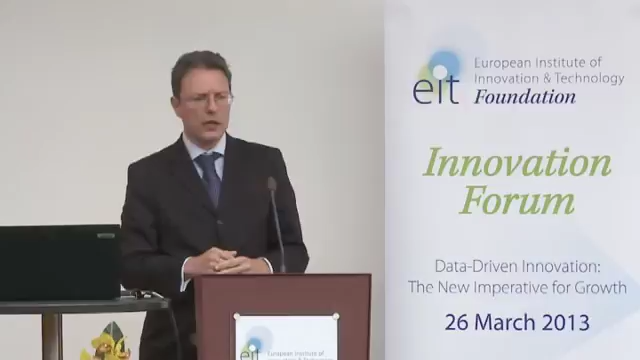 eit
European Institute of
Innovation & Technology
Foundation
Innovation
Forum
Data-Driven Innovation:
The New Imperative for Growth
26 March 2013
eit
European Institute of